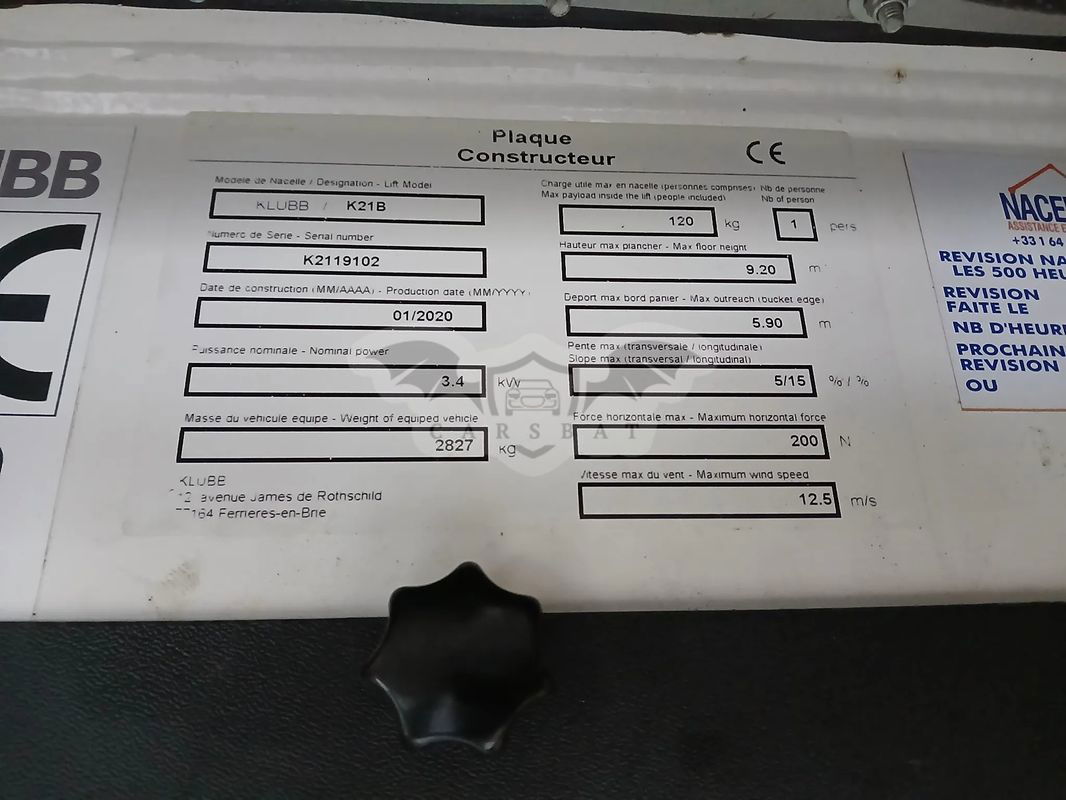 UBB
Plaque
Constructeur
CE
Modele de Nacelle / Designation - Lift Model
KLUBB / K21B
Numero de Serie - Serial number
K2119102
Date de construction (MM/AAAA) - Production date (MM/YYYY)
01/2020
Puissance nominale - Nominal power
3.4 kW
Masse du vehicule equipe - Weight of equiped vehicle
2827 kg
KLUBB
avenue James de Rothschild
Ferrieres-en-Brie
Charge utile max en nacelle (personnes comprises) Nb de personne
Max payload inside the lift (people included) Nb of person
120 kg 1 pers
Hauteur max plancher - Max floor height
9.20 m
Deport max bord panier - Max outreach (bucket edge)
5.90 m
Pente max (transversale / longitudinale)
Slope max (transversal / longitudinal)
5/15 % / %
Force horizontale max - Maximum horizontal force
200 N
Vitesse max du vent - Maximum wind speed
12.5 m/s
CARSBAT
NACE
ASSISTANCE E
+33 1 64
REVISION NA
LES 500 HEU
REVISION
FAITE LE
NB D'HEURE
PROCHAIN
REVISION
OU